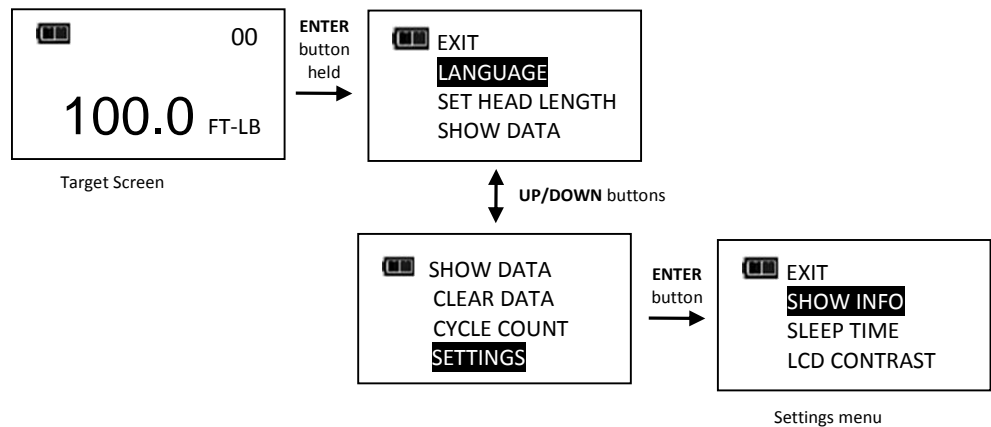 00
100.0 FT-LB
Target Screen
ENTER
button
held
EXIT
LANGUAGE
SET HEAD LENGTH
SHOW DATA
UP/DOWN buttons
SHOW DATA
CLEAR DATA
CYCLE COUNT
SETTINGS
ENTER
button
EXIT
SHOW INFO
SLEEP TIME
LCD CONTRAST
Settings menu